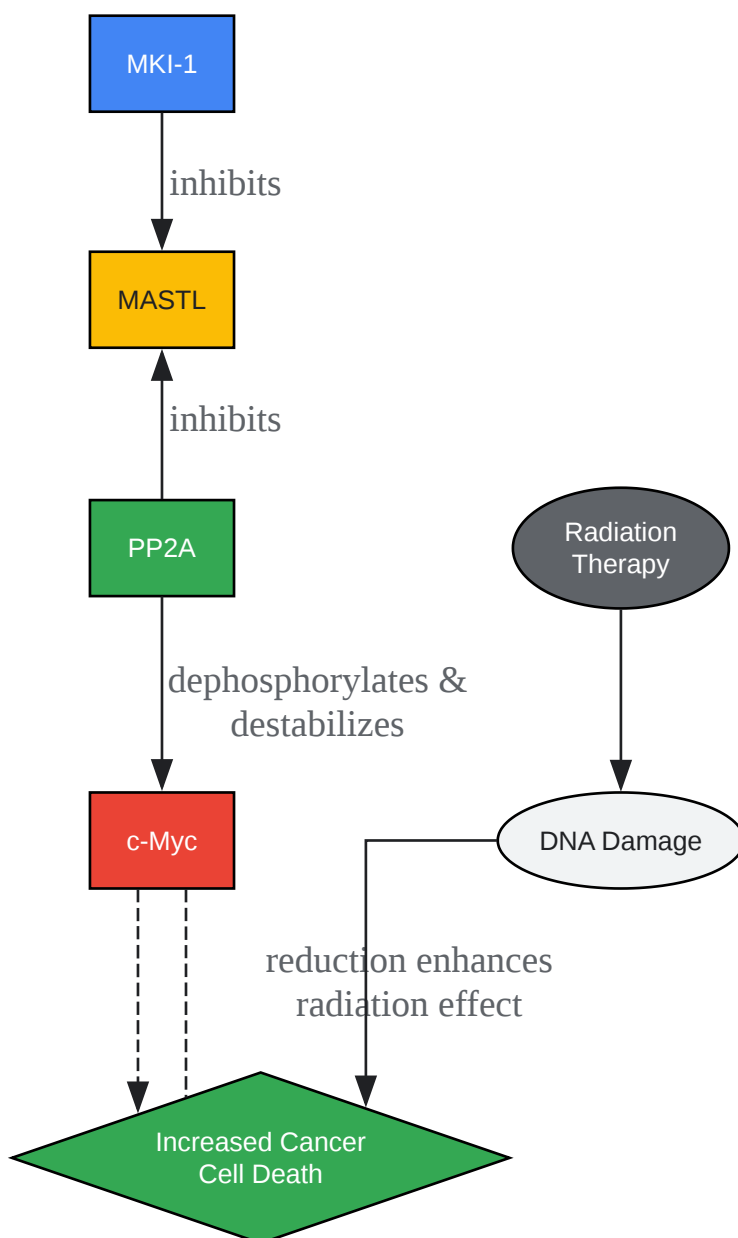 MKI-1
inhibits
MASTL
inhibits
PP2A
Radiation
Therapy
dephosphorylates &
destabilizes
c-Myc
DNA Damage
reduction enhances
radiation effect
Increased Cancer
Cell Death